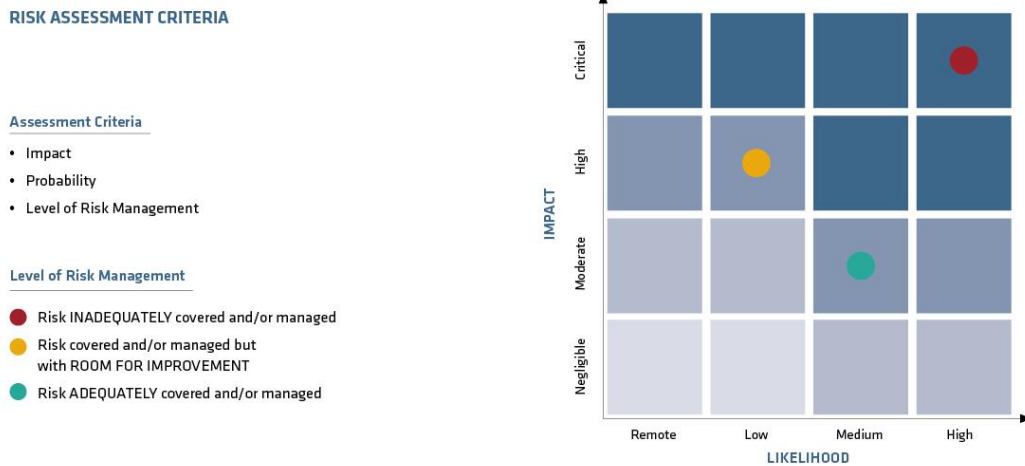 RISK ASSESSMENT CRITERIA
Assessment Criteria
• Impact
• Probability
• Level of Risk Management
Level of Risk Management
Risk INADEQUATELY covered and/or managed
Risk covered and/or managed but
with ROOM FOR IMPROVEMENT
Risk ADEQUATELY covered and/or managed
IMPACT
Critical
High
Moderate
Negligible
Remote
Low
Medium
High
LIKELIHOOD